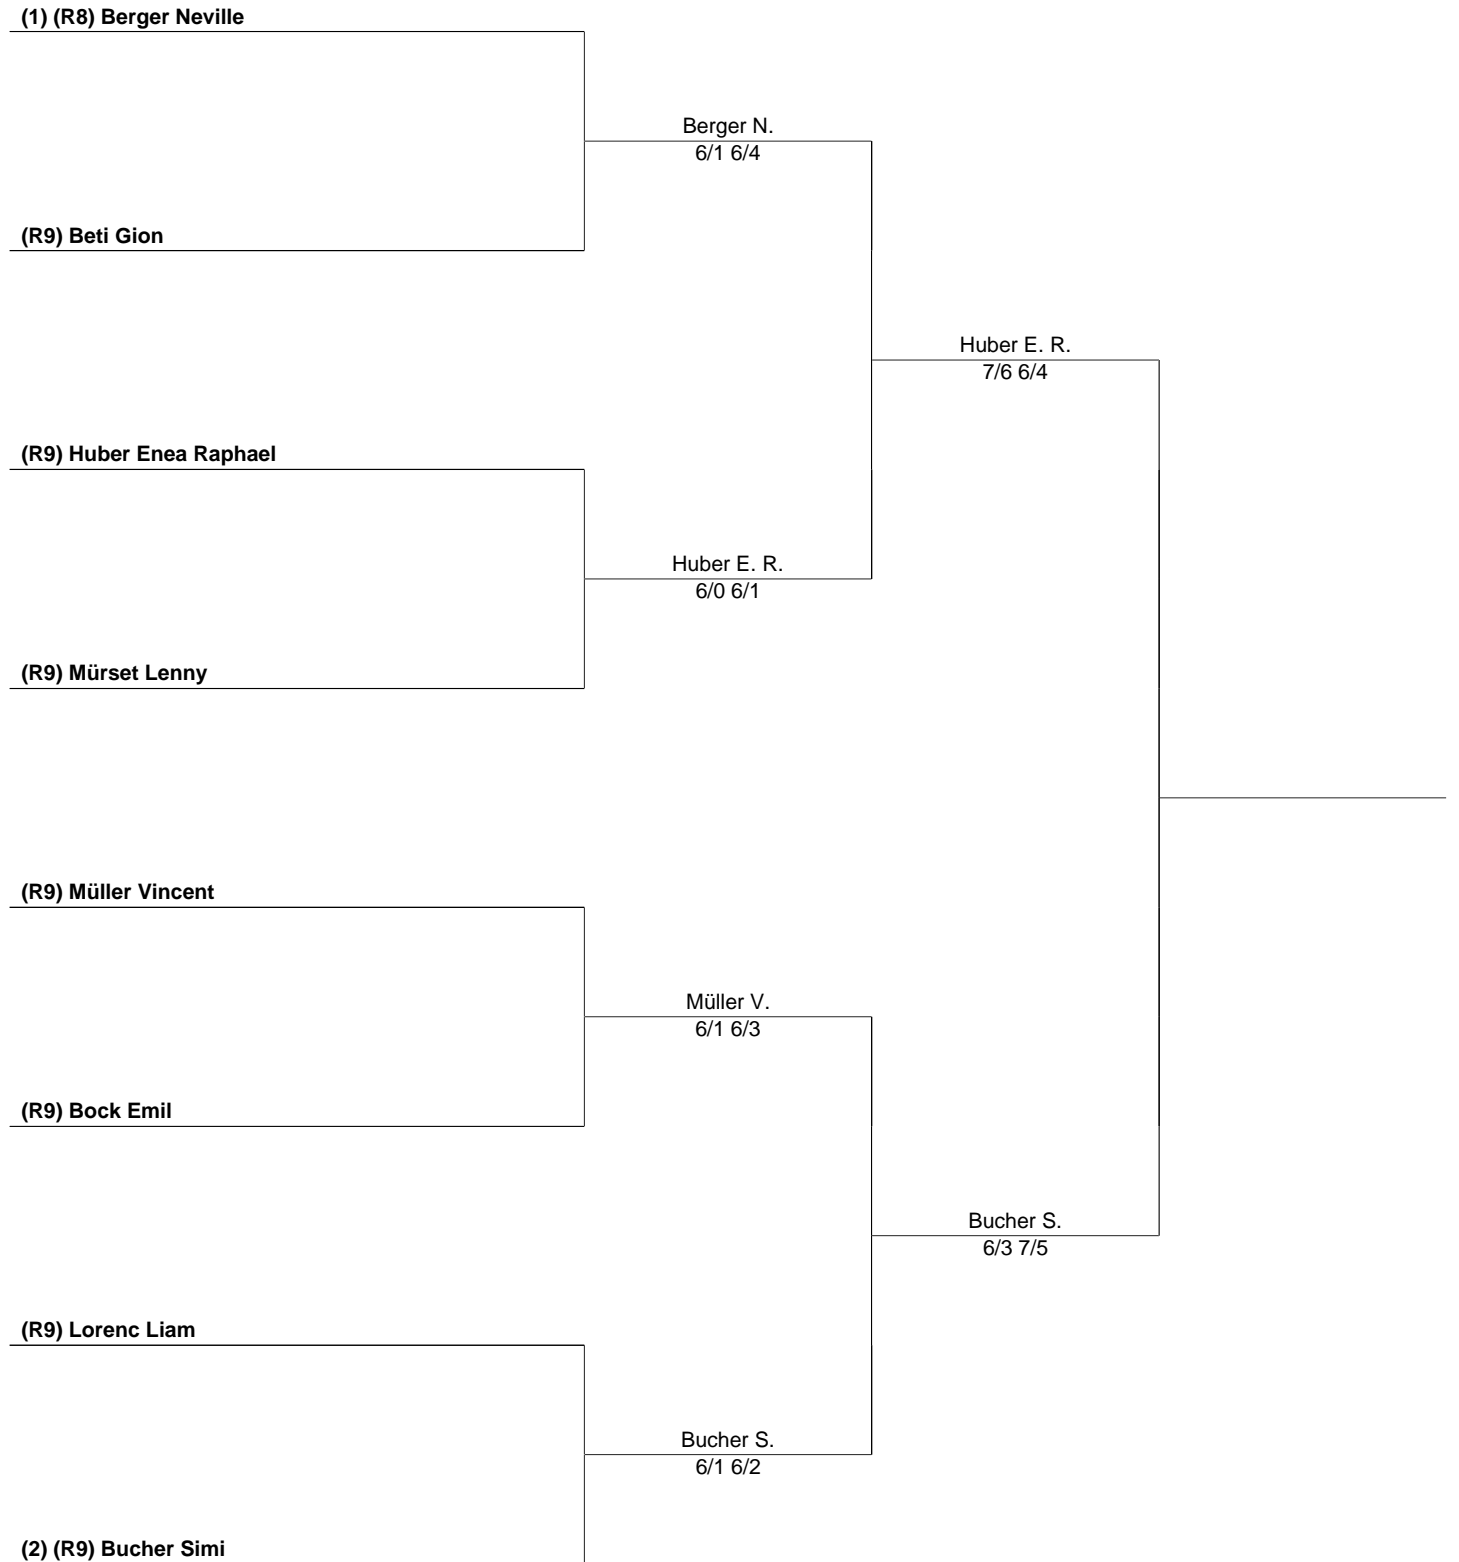 (1) (R8) Berger Neville
Berger N.
6/1 6/4
(R9) Beti Gion
Huber E. R.
7/6 6/4
(R9) Huber Enea Raphael
Huber E. R.
6/0 6/1
(R9) Mürset Lenny
(R9) Müller Vincent
Müller V.
6/1 6/3
(R9) Bock Emil
Bucher S.
6/3 7/5
(R9) Lorenc Liam
Bucher S.
6/1 6/2
(2) (R9) Bucher Simi